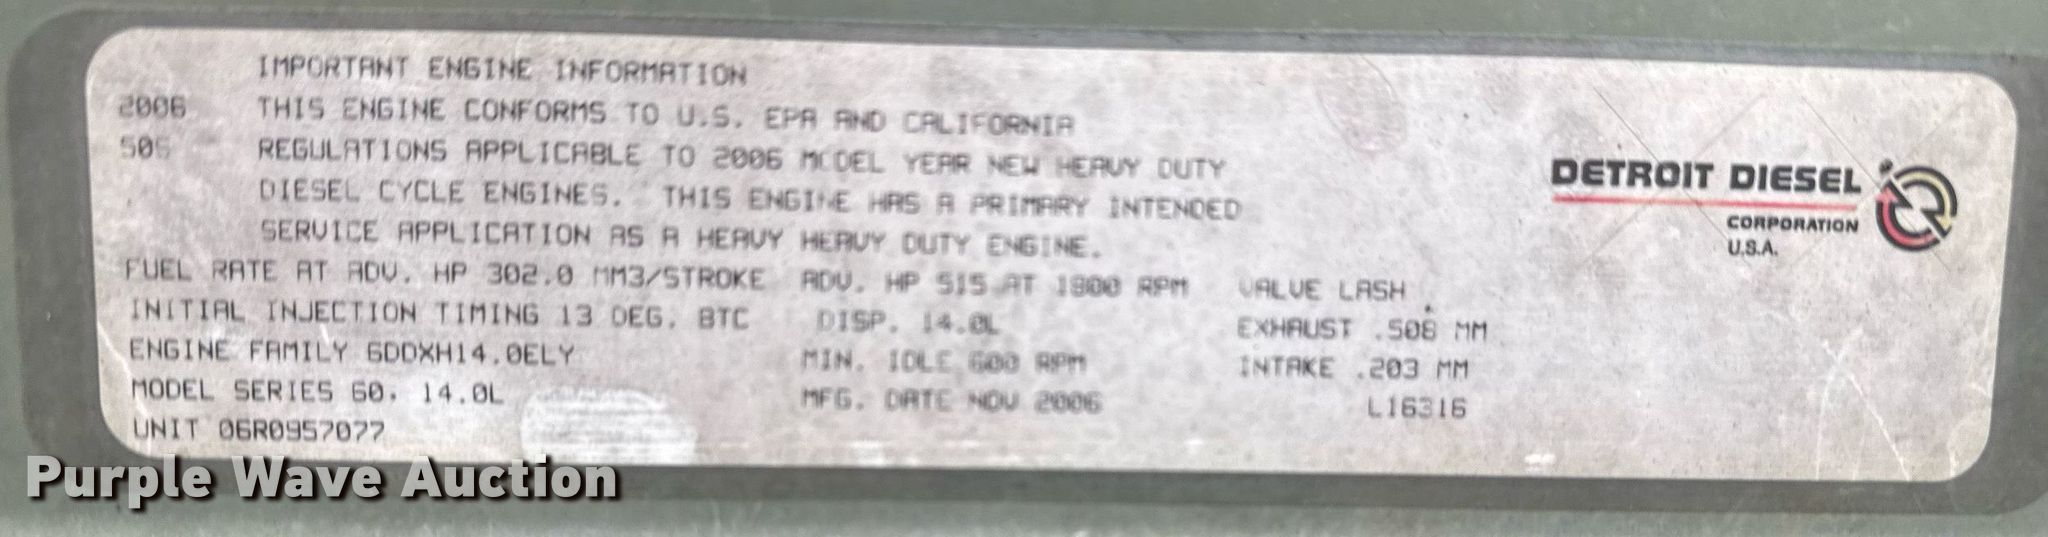 IMPORTANT ENGINE INFORMATION
2006 THIS ENGINE CONFORMS TO U.S. EPA AND CALIFORNIA
505 REGULATIONS APPLICABLE TO 2006 MODEL YEAR NEW HEAVY DUTY
DIESEL CYCLE ENGINES. THIS ENGINE HAS A PRIMARY INTENDED
SERVICE APPLICATION AS A HEAVY HEAVY DUTY ENGINE.
DETROIT DIESEL
CORPORATION
U.S.A.
FUEL RATE AT ADV. HP 302.0 MM3/STROKE ADV. HP 515 AT 1800 RPM VALVE LASH
INITIAL INJECTION TIMING 13 DEG. BTC DISP. 14.0L EXHAUST .508 MM
ENGINE FAMILY 6DDXH14.0ELY MIN. IDLE 600 RPM INTAKE .203 MM
MODEL SERIES 60, 14.0L MFG. DATE NOV 2006 L16316
UNIT 06R0957077
Purple Wave Auction